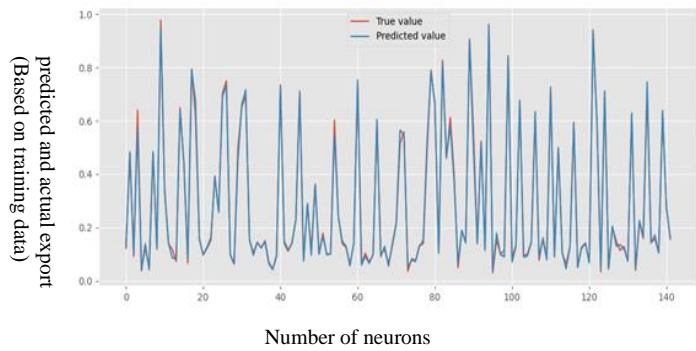 predicted and actual export
(Based on training data)
1.0
0.8
0.6
0.4
0.2
0.0
True value
Predicted value
0 20 40 60 80 100 120 140
Number of neurons